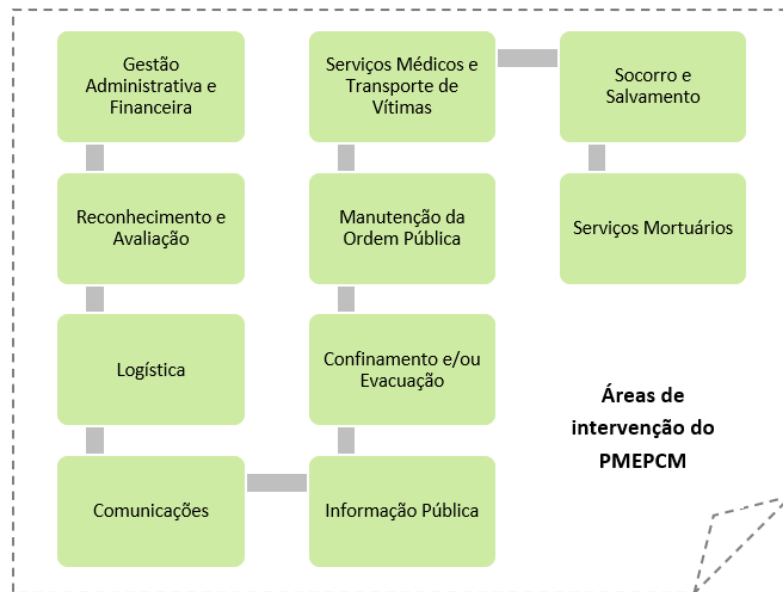 Gestão
Administrativa e
Financeira
Reconhecimento e
Avaliação
Logística
Comunicações
Informação Pública
Confinamento e/ou
Evacuação
Manutenção da
Ordem Pública
Serviços Médicos e
Transporte de
Vítimas
Socorro e
Salvamento
Serviços Mortuários
Áreas de
intervenção do
PMEPCM